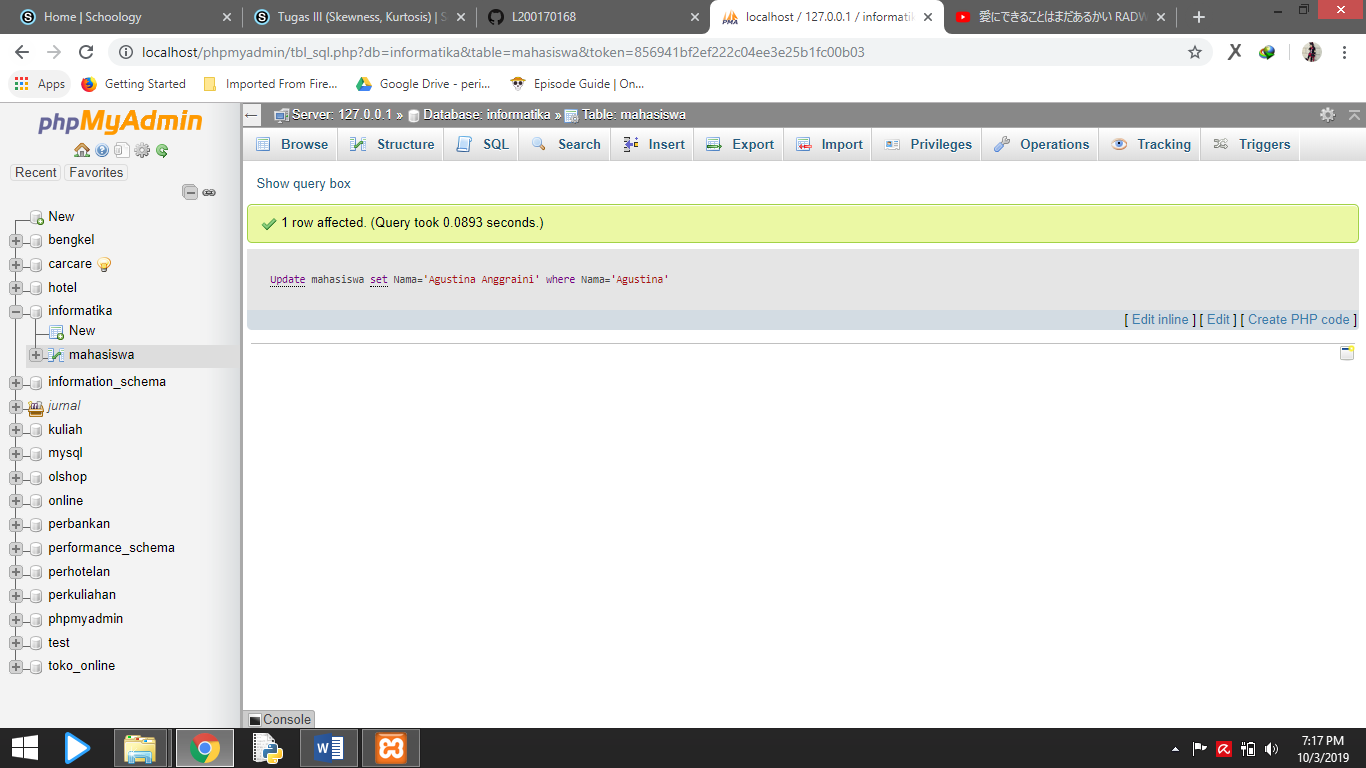 Home | Schoology
Tugas III (Skewness, Kurtosis) | S
L200170168
localhost / 127.0.0.1 / informati
愛にできることはまだあるかい RADW
localhost/phpmyadmin/tbl_sql.php?db=informatika&table=mahasiswa&token=856941bf2ef222c04ee3e25b1fc00b03
Apps
Getting Started
Imported From Fire...
Google Drive - peri...
Episode Guide | On...
phpMyAdmin
Recent
Favorites
New
bengkel
carcare
hotel
informatika
New
mahasiswa
information_schema
jurnal
kuliah
mysql
olshop
online
perbankan
performance_schema
perhotelan
perkuliahan
phpmyadmin
test
toko_online
Server: 127.0.0.1 » Database: informatika » Table: mahasiswa
Browse Structure SQL Search Insert Export Import Privileges Operations Tracking Triggers
Show query box
1 row affected. (Query took 0.0893 seconds.)
Update mahasiswa set Nama='Agustina Anggraini' where Nama='Agustina'
[ Edit inline ] [ Edit ] [ Create PHP code ]
Console
7:17 PM
10/3/2019